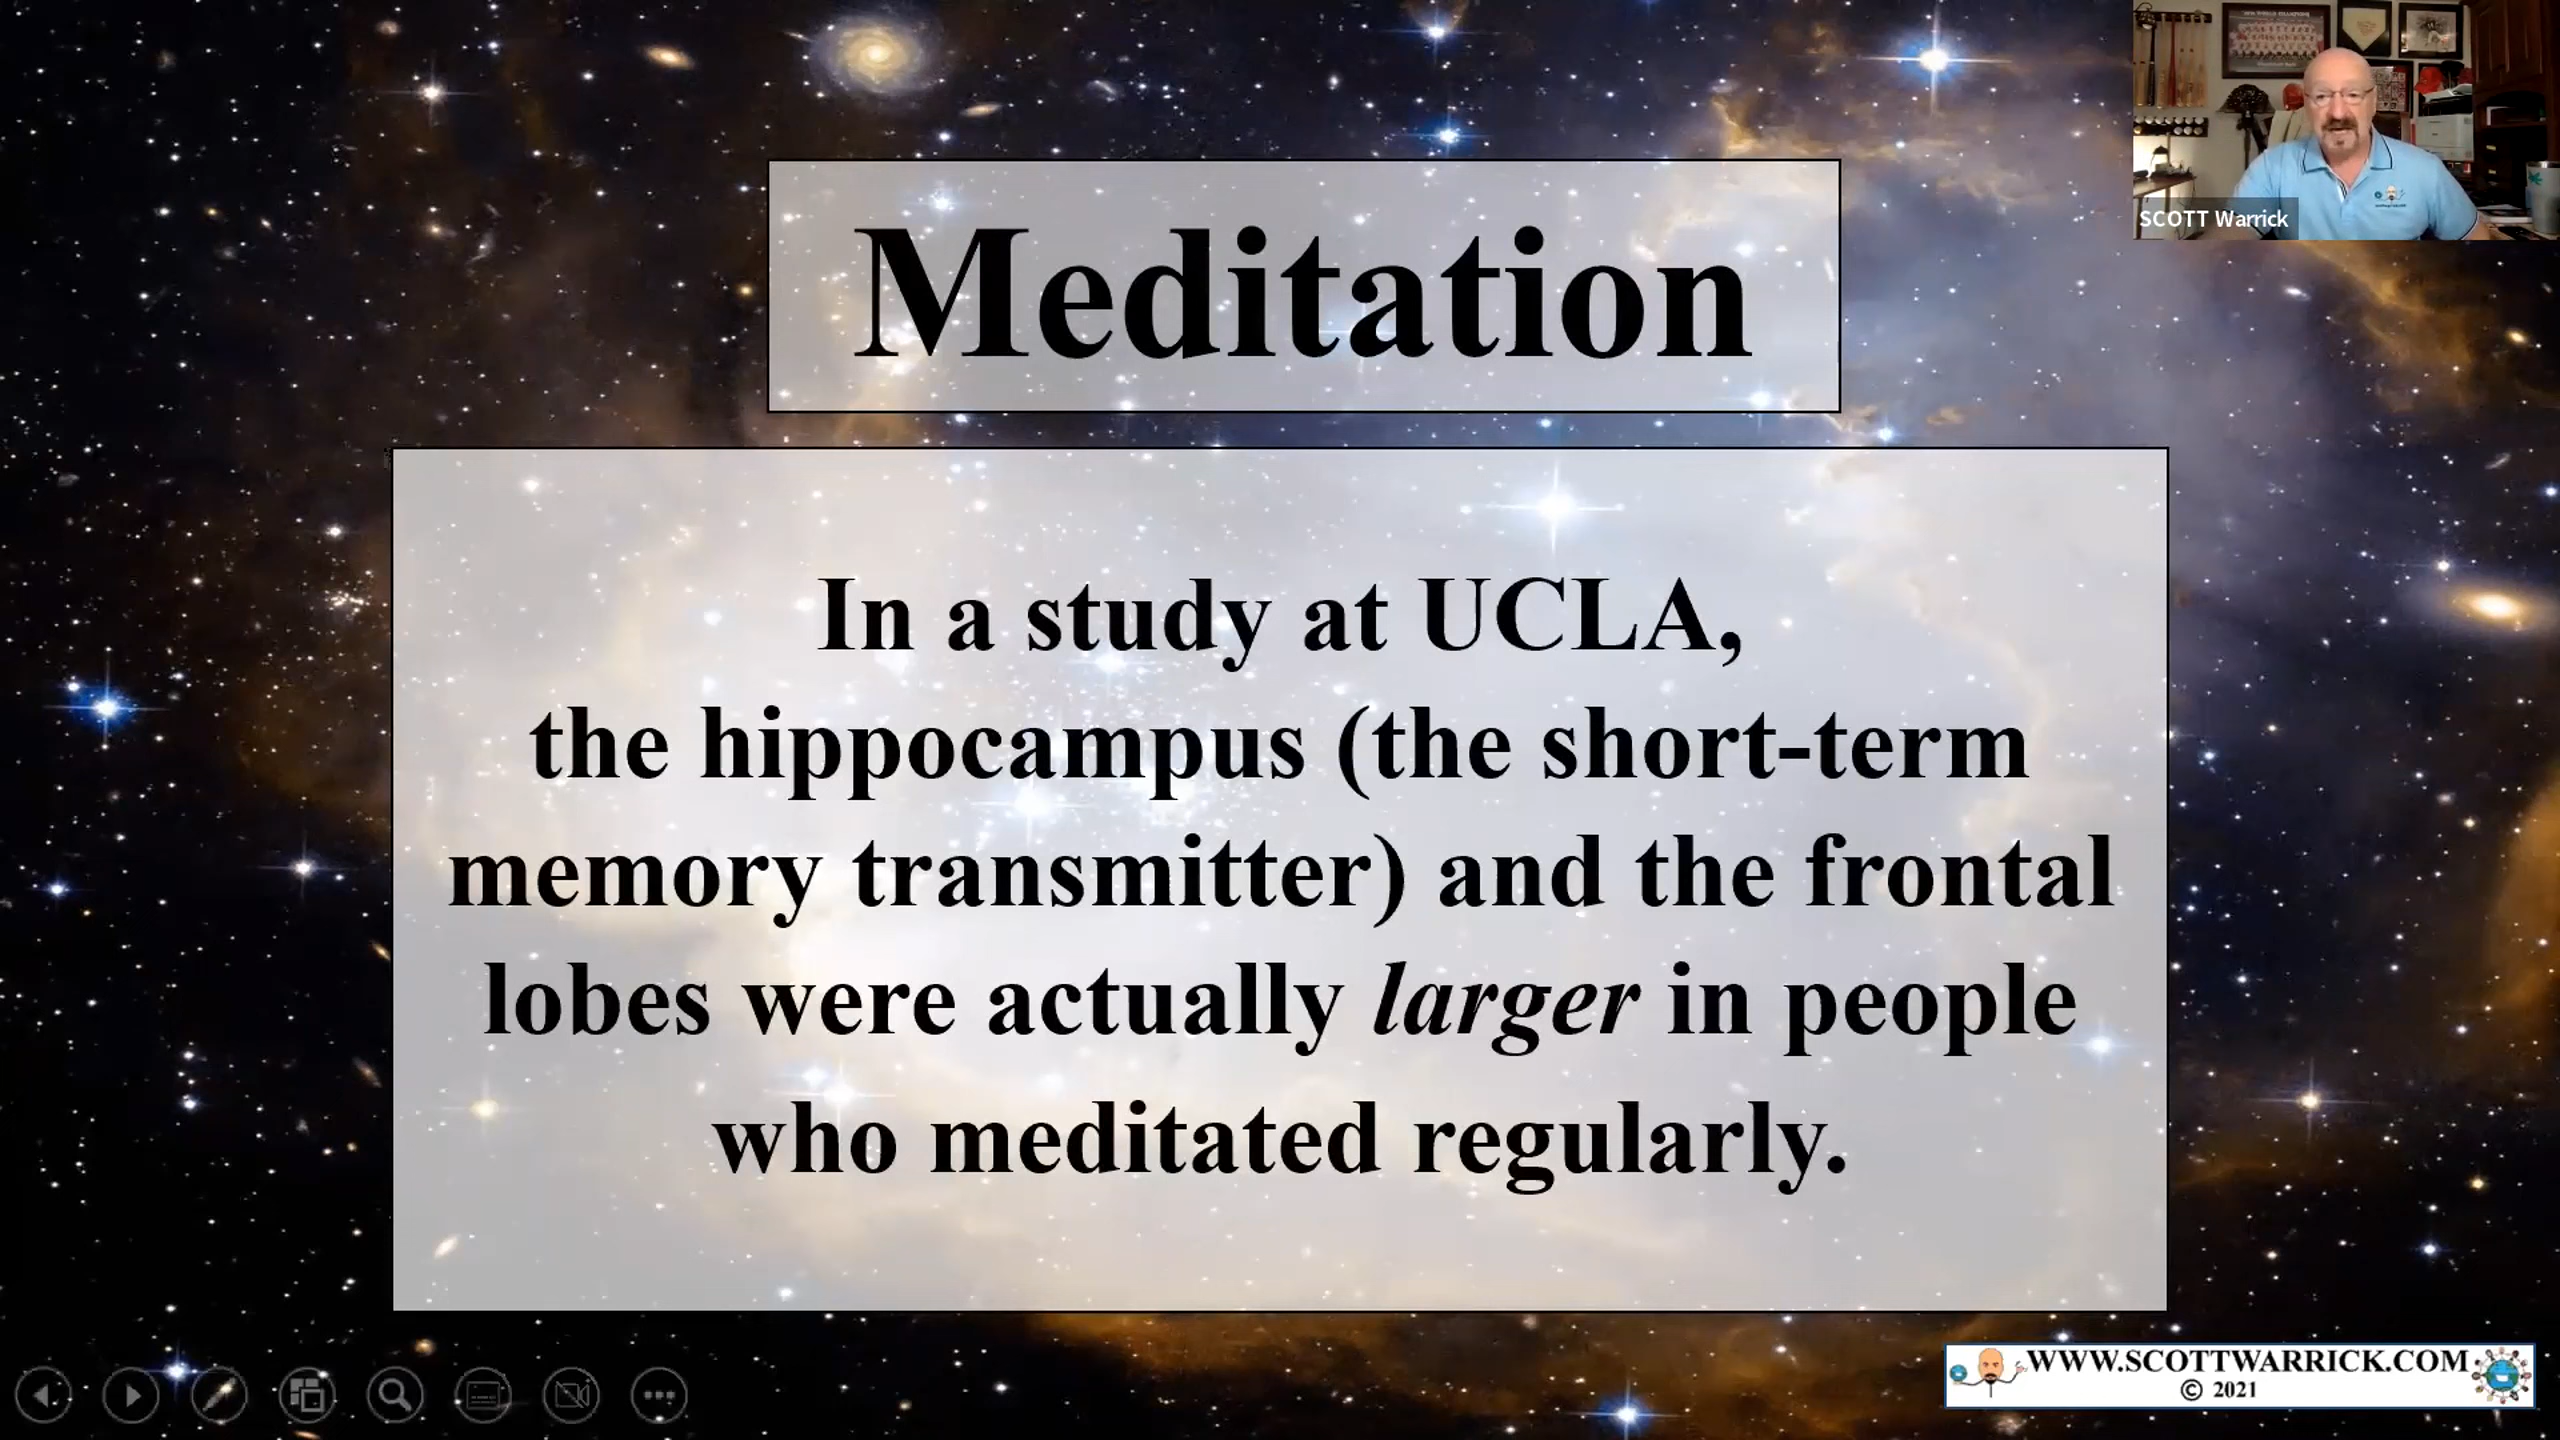 SCOTT Warrick
Meditation
In a study at UCLA,
the hippocampus (the short-term
memory transmitter) and the frontal
lobes were actually larger in people
who meditated regularly.
WWW.SCOTTWARRICK.COM
© 2021